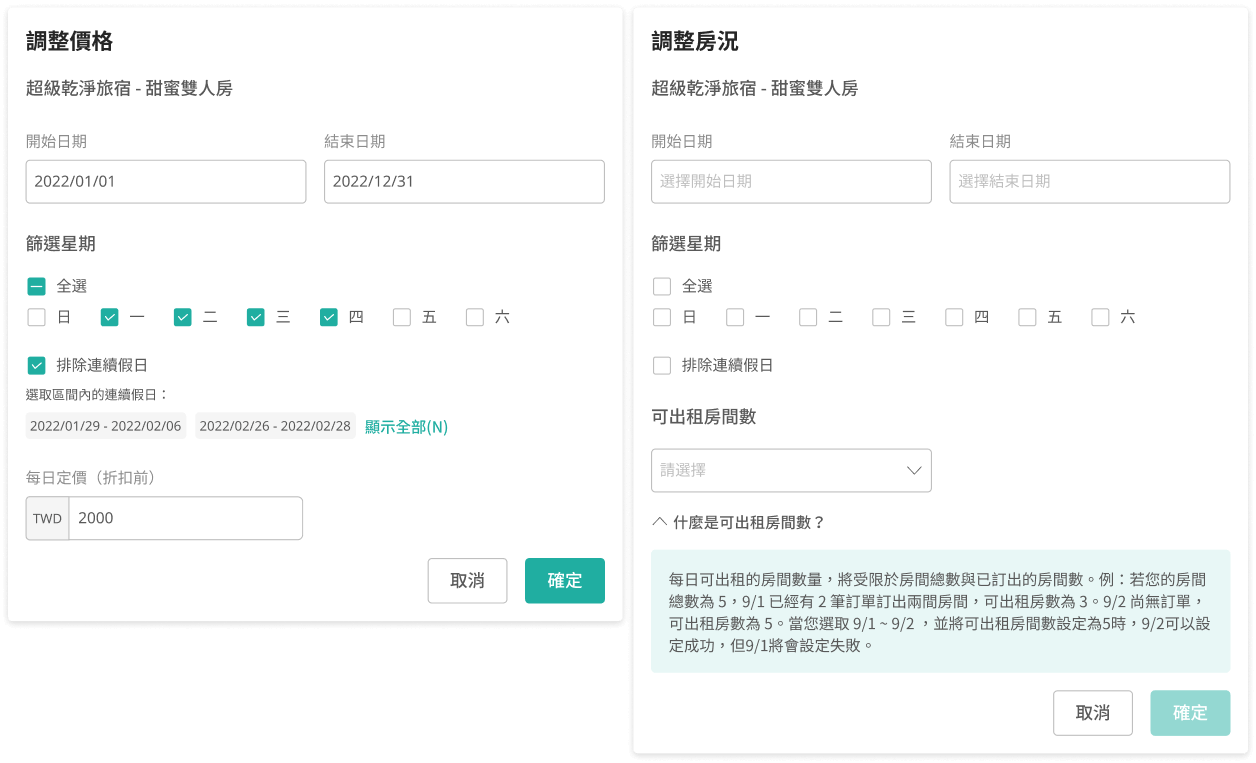 調整價格
超級乾淨旅宿 - 甜蜜雙人房
開始日期 結束日期
2022/01/01 2022/12/31
篩選星期
全選
日 一 二 三 四 五 六
排除連續假日
選取區間內的連續假日：
2022/01/29 - 2022/02/06 2022/02/26 - 2022/02/28 顯示全部(N)
每日定價（折扣前）
TWD 2000
取消 確定
調整房況
超級乾淨旅宿 - 甜蜜雙人房
開始日期 結束日期
選擇開始日期 選擇結束日期
篩選星期
全選
日 一 二 三 四 五 六
排除連續假日
可出租房間數
請選擇
什麼是可出租房間數？
每日可出租的房間數量，將受限於房間總數與已訂出的房間數。例：若您的房間
總數為 5，9/1 已經有 2 筆訂單訂出兩間房間，可出租房數為 3。9/2 尚無訂單，
可出租房數為 5。當您選取 9/1 ~ 9/2 ，並將可出租房間數設定為5時，9/2可以設
定成功，但9/1將會設定失敗。
取消 確定